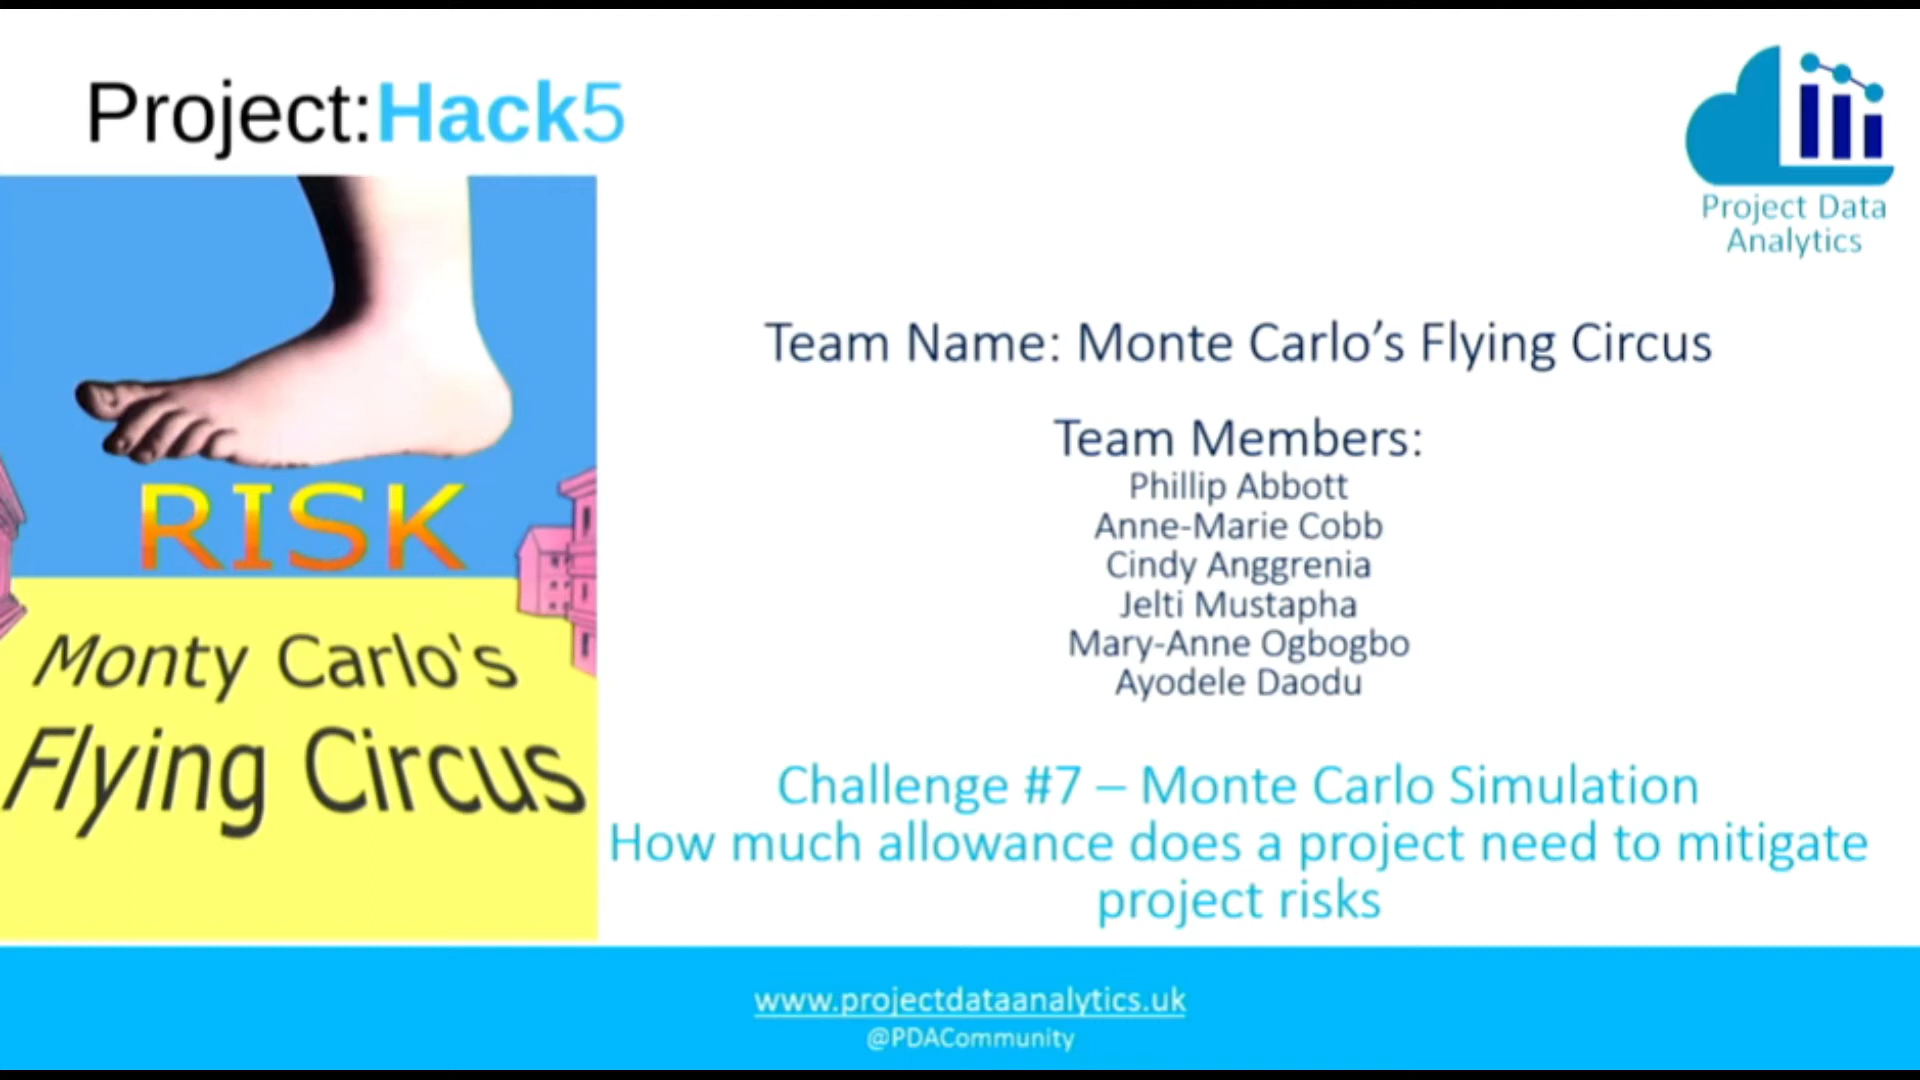 Project:Hack5
Project Data
Analytics
RISK
Monty Carlo's
Flying Circus
Team Name: Monte Carlo’s Flying Circus
Team Members:
Phillip Abbott
Anne-Marie Cobb
Cindy Anggrenia
Jelti Mustapha
Mary-Anne Ogbogbo
Ayodele Daodu
Challenge #7 – Monte Carlo Simulation
How much allowance does a project need to mitigate
project risks
www.projectdataanalytics.uk
@PDACommunity